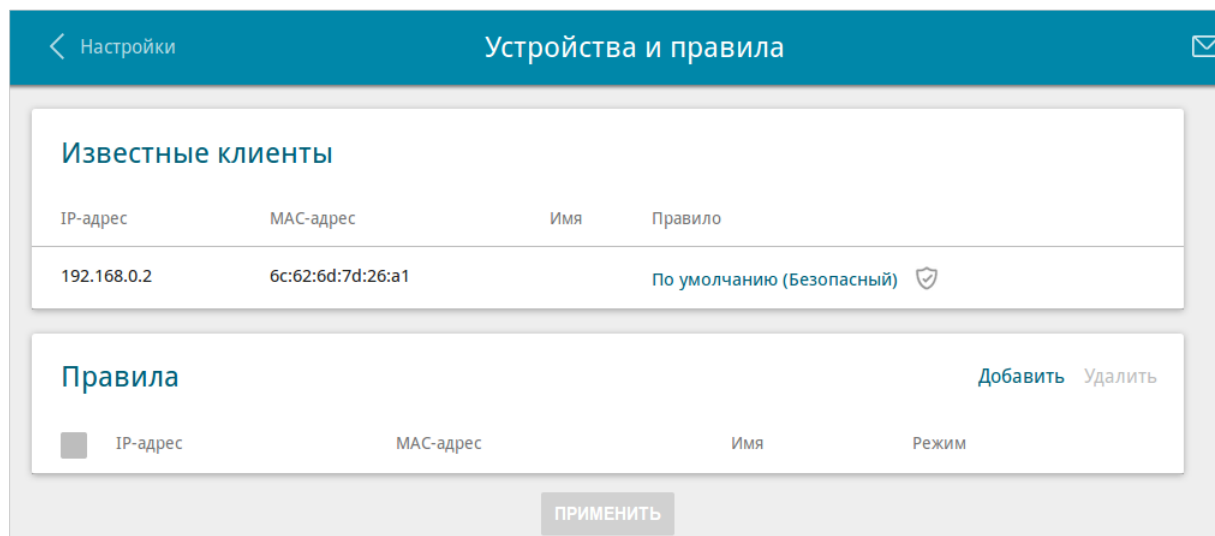 Настройки Устройства и правила
Известные клиенты
IP-адрес MAC-адрес Имя Правило
192.168.0.2 6c:62:6d:7d:26:a1 По умолчанию (Безопасный)
Правила Добавить Удалить
IP-адрес MAC-адрес Имя Режим
ПРИМЕНИТЬ